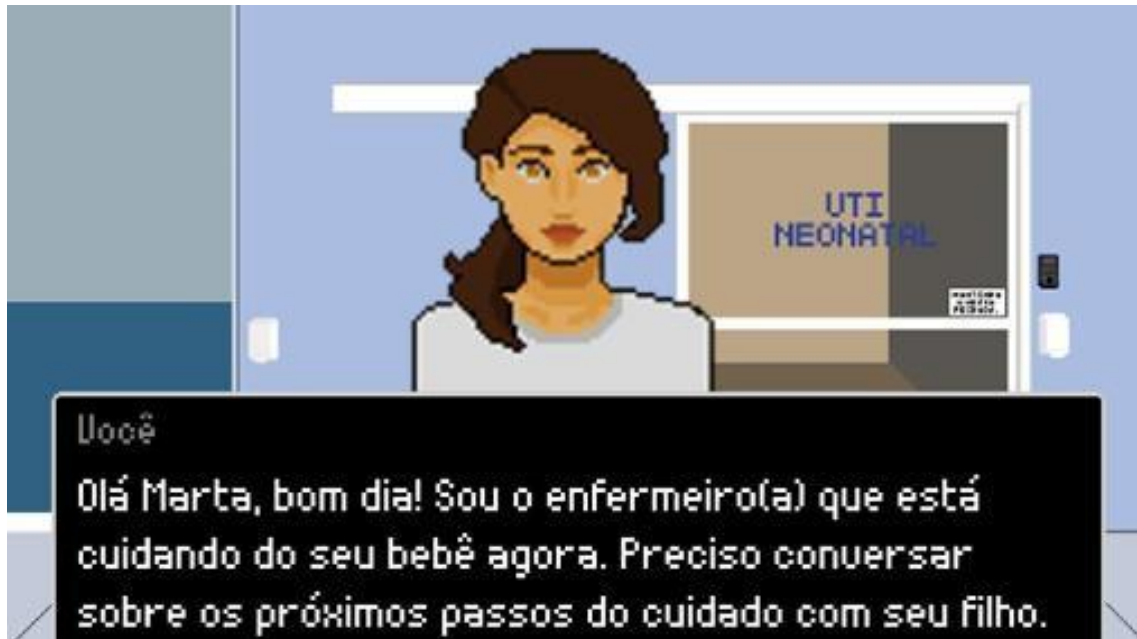 UTI
NEONATAL
Você
Olá Marta, bom dia! Sou o enfermeiro(a) que está
cuidando do seu bebê agora. Preciso conversar
sobre os próximos passos do cuidado com seu filho.